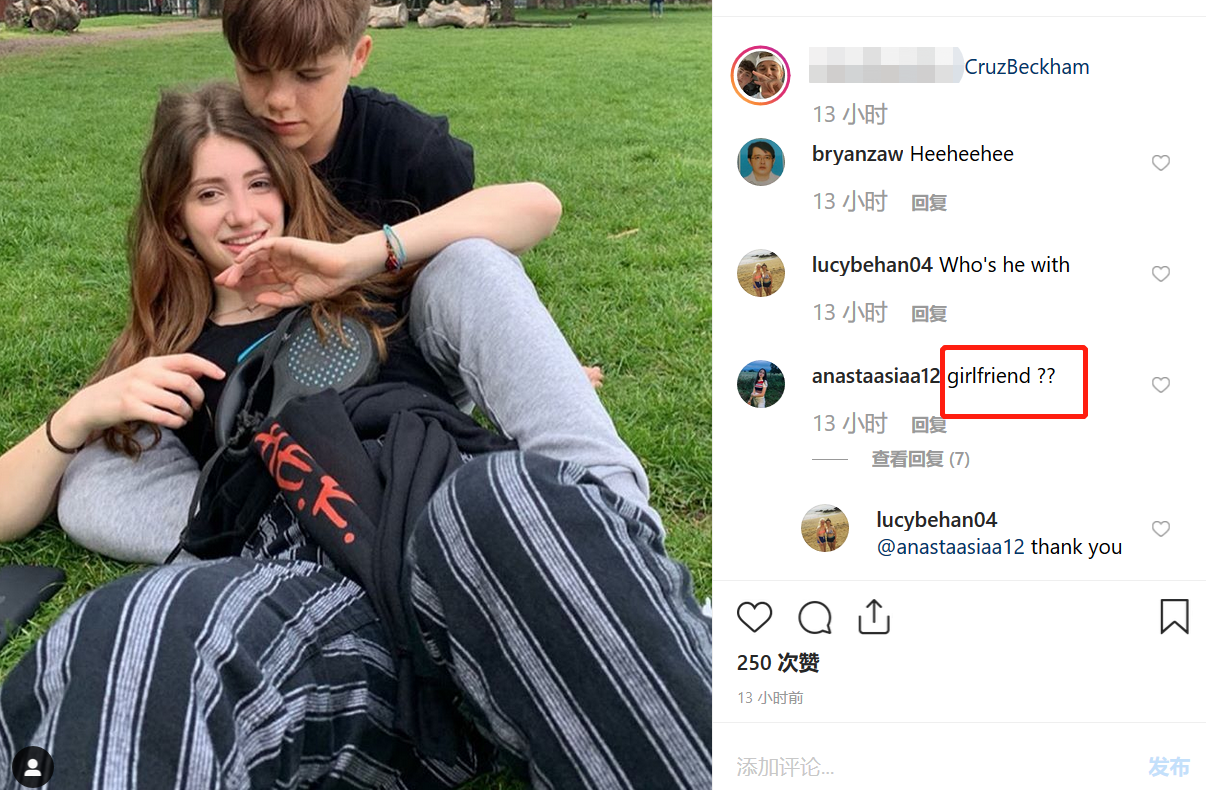 CruzBeckham
13 小时
bryanzaw Heeheehee
13 小时 回复
lucybehan04 Who's he with
13 小时 回复
anastaasiaa12 girlfriend ??
13 小时 回复
查看回复 (7)
lucybehan04
@anastaasiaa12 thank you
250 次赞
13 小时前
添加评论...
发布